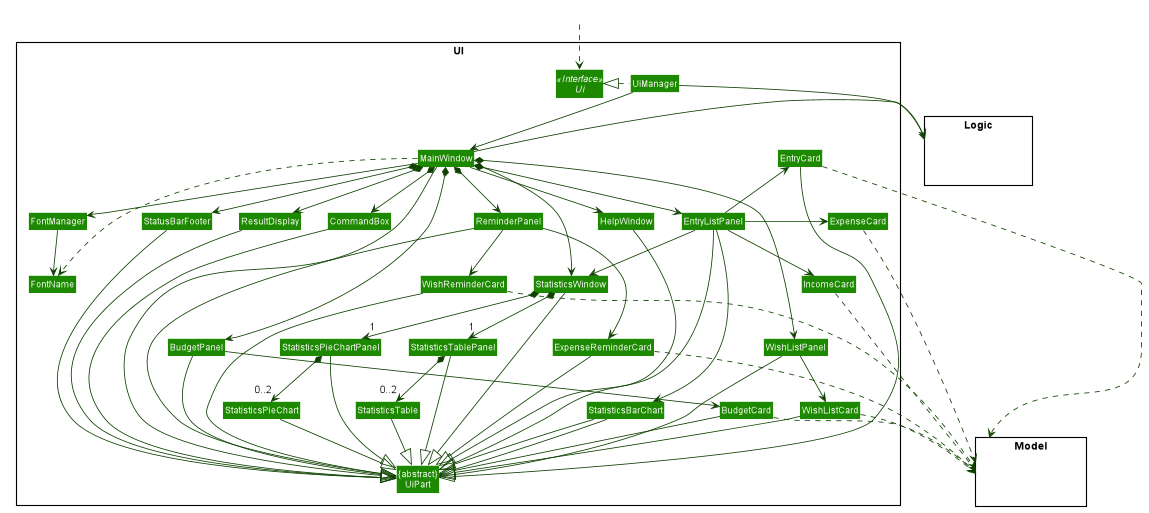 UI
«Interface»
Ui
UiManager
Logic
MainWindow
EntryCard
FontManager
StatusBarFooter
ResultDisplay
CommandBox
ReminderPanel
HelpWindow
EntryListPanel
ExpenseCard
FontName
WishReminderCard
StatisticsWindow
IncomeCard
1
1
BudgetPanel
StatisticsPieChartPanel
StatisticsTablePanel
ExpenseReminderCard
WishListPanel
0..2
0..2
StatisticsPieChart
StatisticsTable
StatisticsBarChart
BudgetCard
WishListCard
Model
{abstract}
UiPart